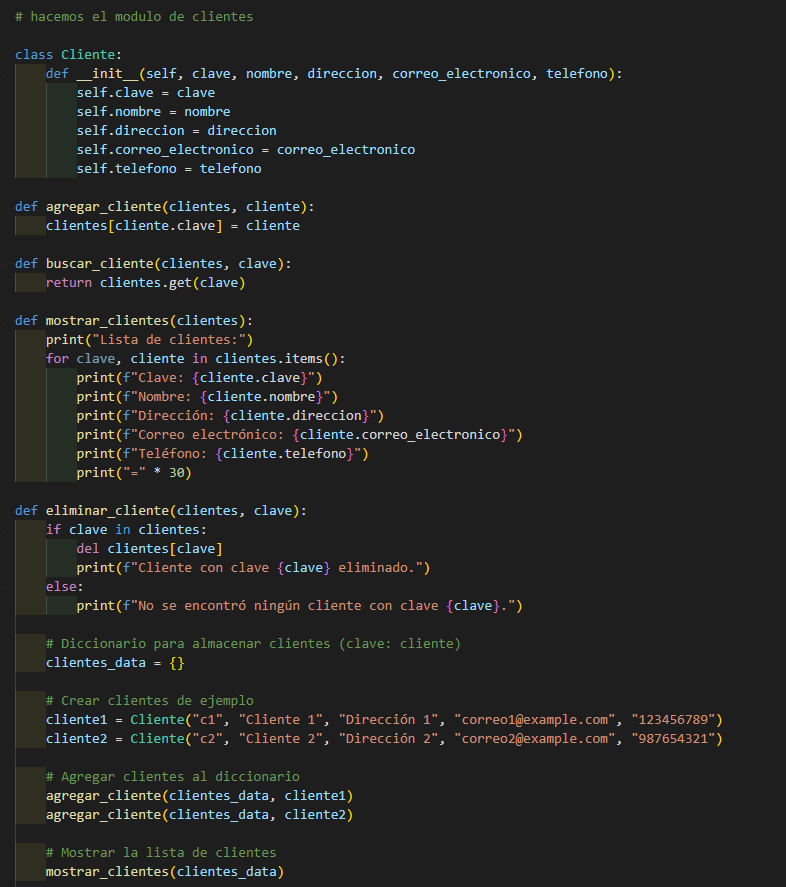 # hacemos el modulo de clientes
class Cliente:
    def __init__(self, clave, nombre, direccion, correo_electronico, telefono):
        self.clave = clave
        self.nombre = nombre
        self.direccion = direccion
        self.correo_electronico = correo_electronico
        self.telefono = telefono
def agregar_cliente(clientes, cliente):
    clientes[cliente.clave] = cliente
def buscar_cliente(clientes, clave):
    return clientes.get(clave)
def mostrar_clientes(clientes):
    print("Lista de clientes:")
    for clave, cliente in clientes.items():
        print(f"Clave: {cliente.clave}")
        print(f"Nombre: {cliente.nombre}")
        print(f"Dirección: {cliente.direccion}")
        print(f"Correo electrónico: {cliente.correo_electronico}")
        print(f"Teléfono: {cliente.telefono}")
        print("=" * 30)
def eliminar_cliente(clientes, clave):
    if clave in clientes:
        del clientes[clave]
        print(f"Cliente con clave {clave} eliminado.")
    else:
        print(f"No se encontró ningún cliente con clave {clave}.")
    # Diccionario para almacenar clientes (clave: cliente)
    clientes_data = {}
    # Crear clientes de ejemplo
    cliente1 = Cliente("c1", "Cliente 1", "Dirección 1", "correo1@example.com", "123456789")
    cliente2 = Cliente("c2", "Cliente 2", "Dirección 2", "correo2@example.com", "987654321")
    # Agregar clientes al diccionario
    agregar_cliente(clientes_data, cliente1)
    agregar_cliente(clientes_data, cliente2)
    # Mostrar la lista de clientes
    mostrar_clientes(clientes_data)